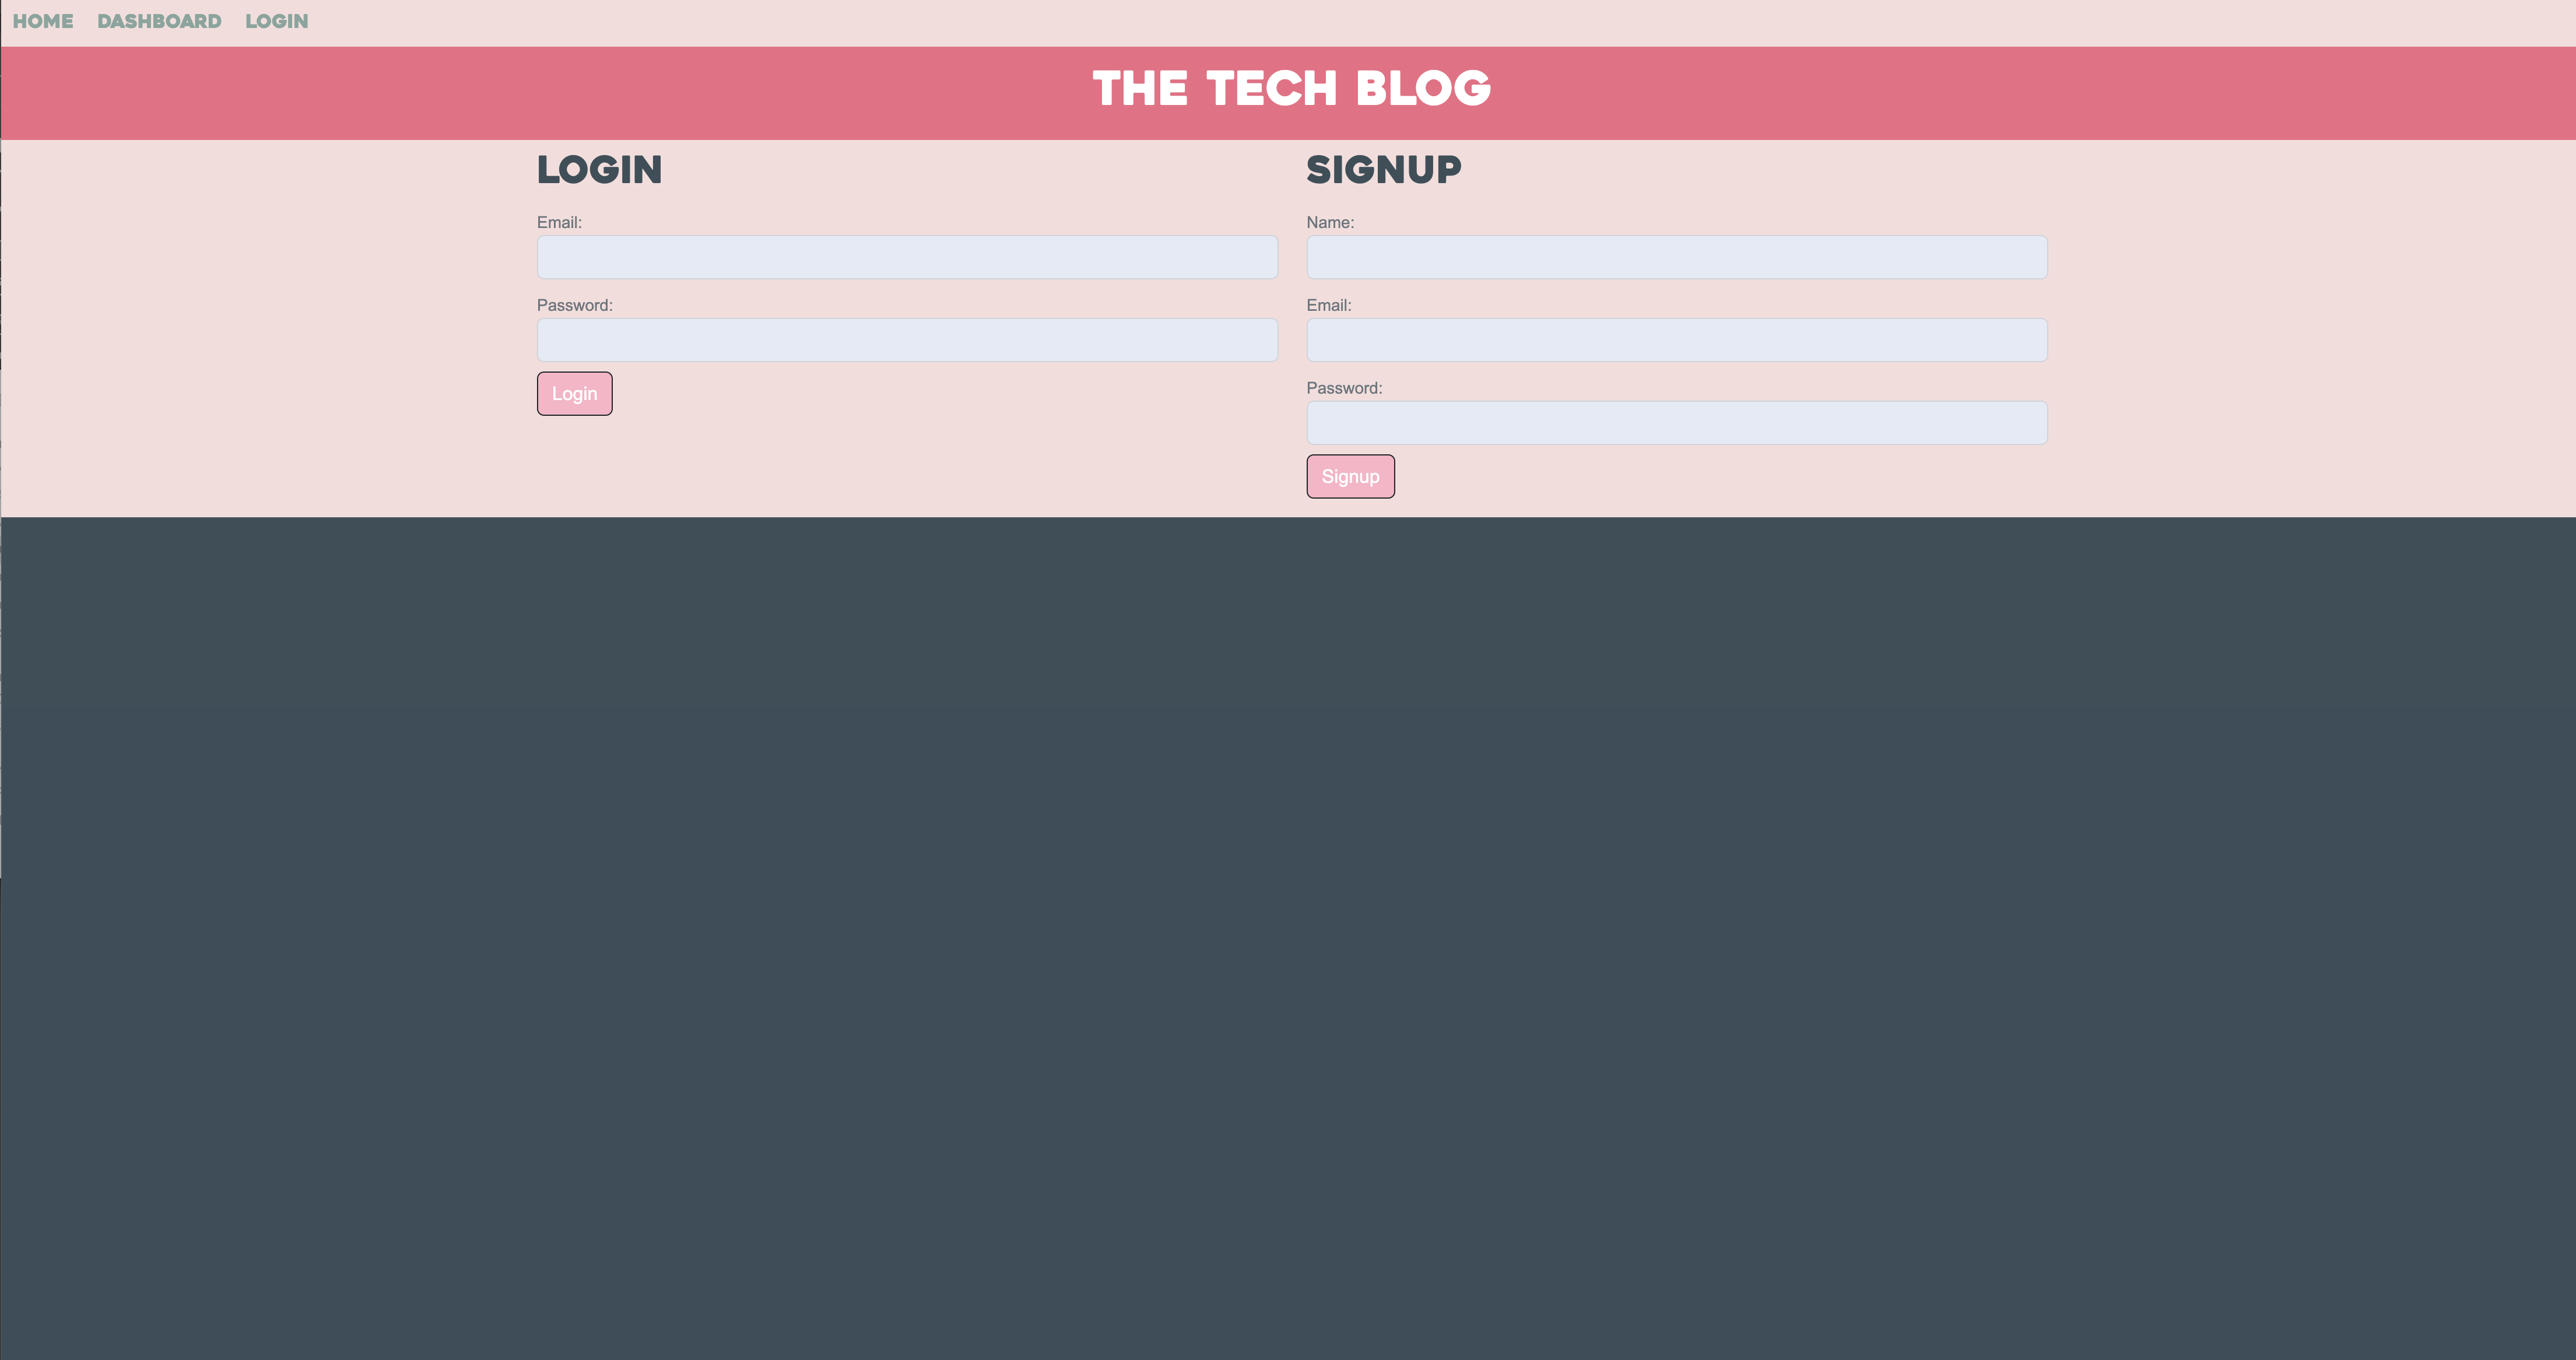 HOME DASHBOARD LOGIN
THE TECH BLOG
LOGIN
Email:
Password:
Login
SIGNUP
Name:
Email:
Password:
Signup